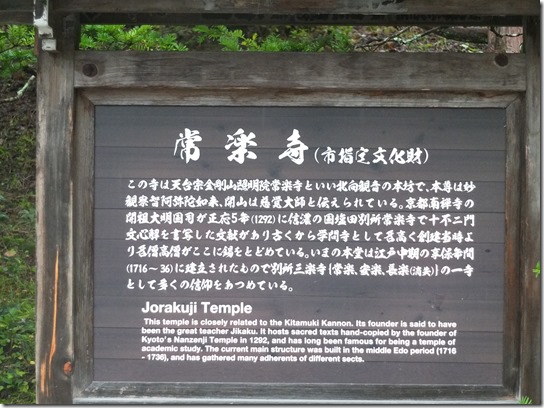 常楽寺(市指定文化財)
この寺は天台宗金剛山照明院常楽寺といい北向観音の本坊で、本尊は妙
観察智阿弥陀如来、開山は慈覚大師と伝えられている。京都南禅寺の
開祖大明国司が正応5年(1292)に信濃の国塩田別所常楽寺で十不二門
文心解を書写した文献があり古くから学問寺として甚高く創建当時よ
り甚僧高僧がここに錫をとどめている。いまの本堂は江戸中期の享保年間
(1716〜36)に建立されたもので別所三楽寺(常楽、安楽、長楽(消失))の一寺
として多くの信仰をあつめている。
Jorakuji Temple
This temple is closely related to the Kitamuki Kannon. Its founder is said to have
been the great teacher Jikaku. It hosts sacred texts hand-copied by the founder of
Kyoto's Nanzenji Temple in 1292, and has long been famous for being a temple of
academic study. The current main structure was built in the middle Edo period (1716
- 1736), and has gathered many adherents of different sects.